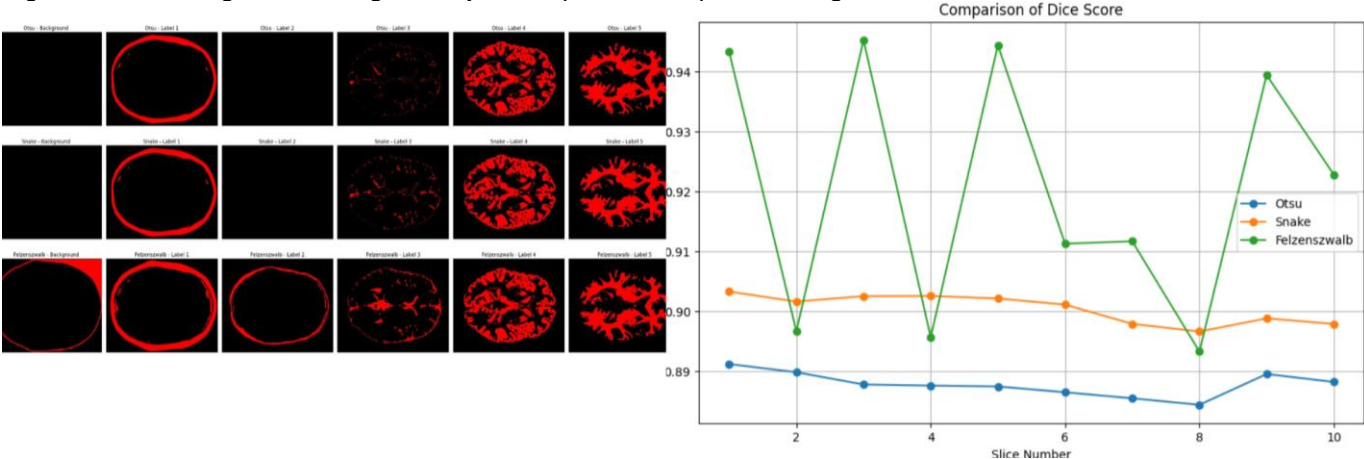 Comparison of Dice Score
Otsu - Background
Otsu - Label 1
Otsu - Label 2
Otsu - Label 3
Otsu - Label 4
Otsu - Label 5
Snake - Background
Snake - Label 1
Snake - Label 2
Snake - Label 3
Snake - Label 4
Snake - Label 5
Felzenszwalb - Background
Felzenszwalb - Label 1
Felzenszwalb - Label 2
Felzenszwalb - Label 3
Felzenszwalb - Label 4
Felzenszwalb - Label 5
0.94
0.93
0.92
0.91
0.90
0.89
Otsu
Snake
Felzenszwalb
2
4
6
8
10
Slice Number